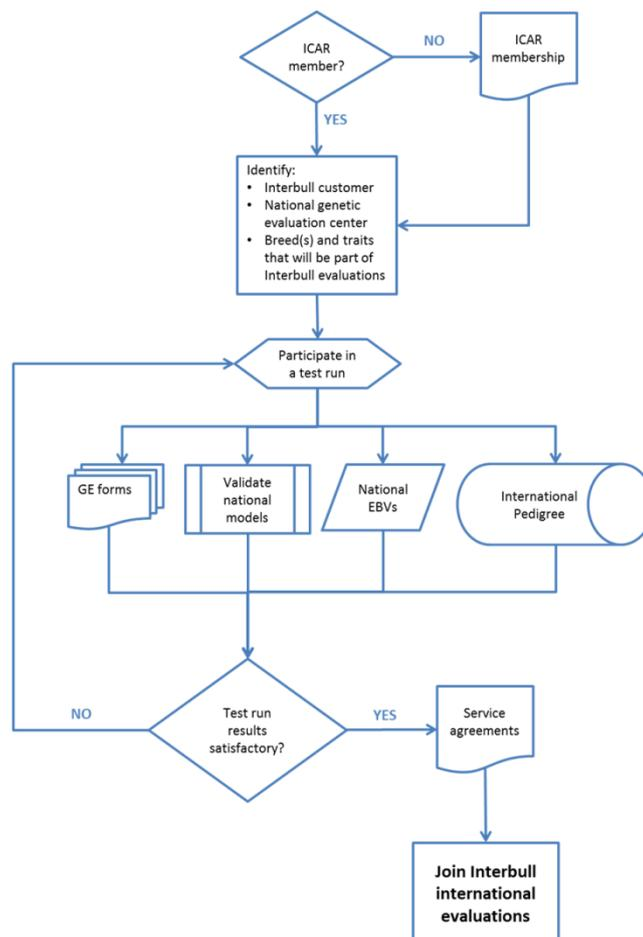 ICAR
member?
NO
ICAR
membership
YES
Identify:
• Interbull customer
• National genetic
evaluation center
• Breed(s) and traits
that will be part of
Interbull evaluations
Participate in
a test run
GE forms
Validate
national
models
National
EBVs
International
Pedigree
NO
Test run
results
satisfactory?
YES
Service
agreements
Join Interbull
international
evaluations